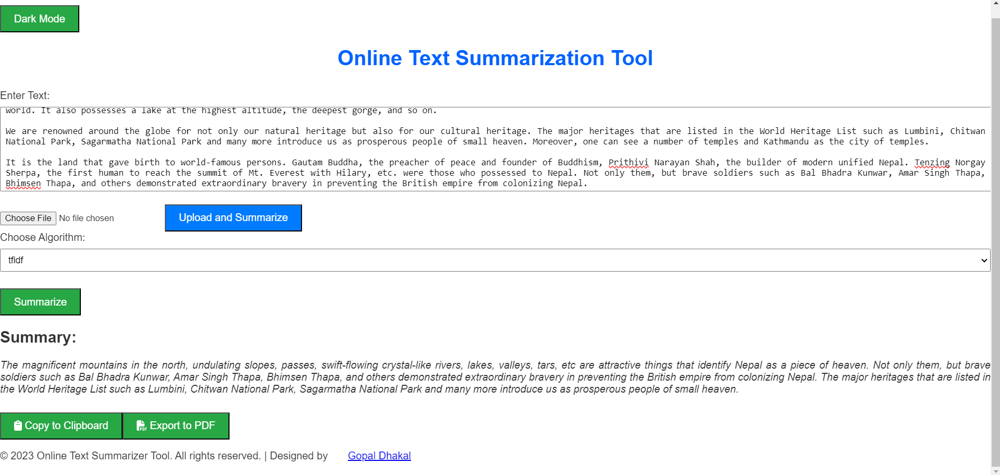 Dark Mode
Online Text Summarization Tool
Enter Text:
world. It also possesses a lake at the highest altitude, the deepest gorge, and so on.
We are renowned around the globe for not only our natural heritage but also for our cultural heritage. The major heritages that are listed in the World Heritage List such as Lumbini, Chitwan
National Park, Sagarmatha National Park and many more introduce us as prosperous people of small heaven. Moreover, one can see a number of temples and Kathmandu as the city of temples.
It is the land that gave birth to world-famous persons. Gautam Buddha, the preacher of peace and founder of Buddhism, Prithivi Narayan Shah, the builder of modern unified Nepal. Tenzing Norgay
Sherpa, the first human to reach the summit of Mt. Everest with Hilary, etc. were those who possessed to Nepal. Not only them, but brave soldiers such as Bal Bhadra Kunwar, Amar Singh Thapa,
Bhimsen Thapa, and others demonstrated extraordinary bravery in preventing the British empire from colonizing Nepal.
Choose File No file chosen Upload and Summarize
Choose Algorithm:
tfidf
Summarize
Summary:
The magnificent mountains in the north, undulating slopes, passes, swift-flowing crystal-like rivers, lakes, valleys, tars, etc are attractive things that identify Nepal as a piece of heaven. Not only them, but brave
soldiers such as Bal Bhadra Kunwar, Amar Singh Thapa, Bhimsen Thapa, and others demonstrated extraordinary bravery in preventing the British empire from colonizing Nepal. The major heritages that are listed in
the World Heritage List such as Lumbini, Chitwan National Park, Sagarmatha National Park and many more introduce us as prosperous people of small heaven.
Copy to Clipboard PDF Export to PDF
© 2023 Online Text Summarizer Tool. All rights reserved. | Designed by Gopal Dhakal